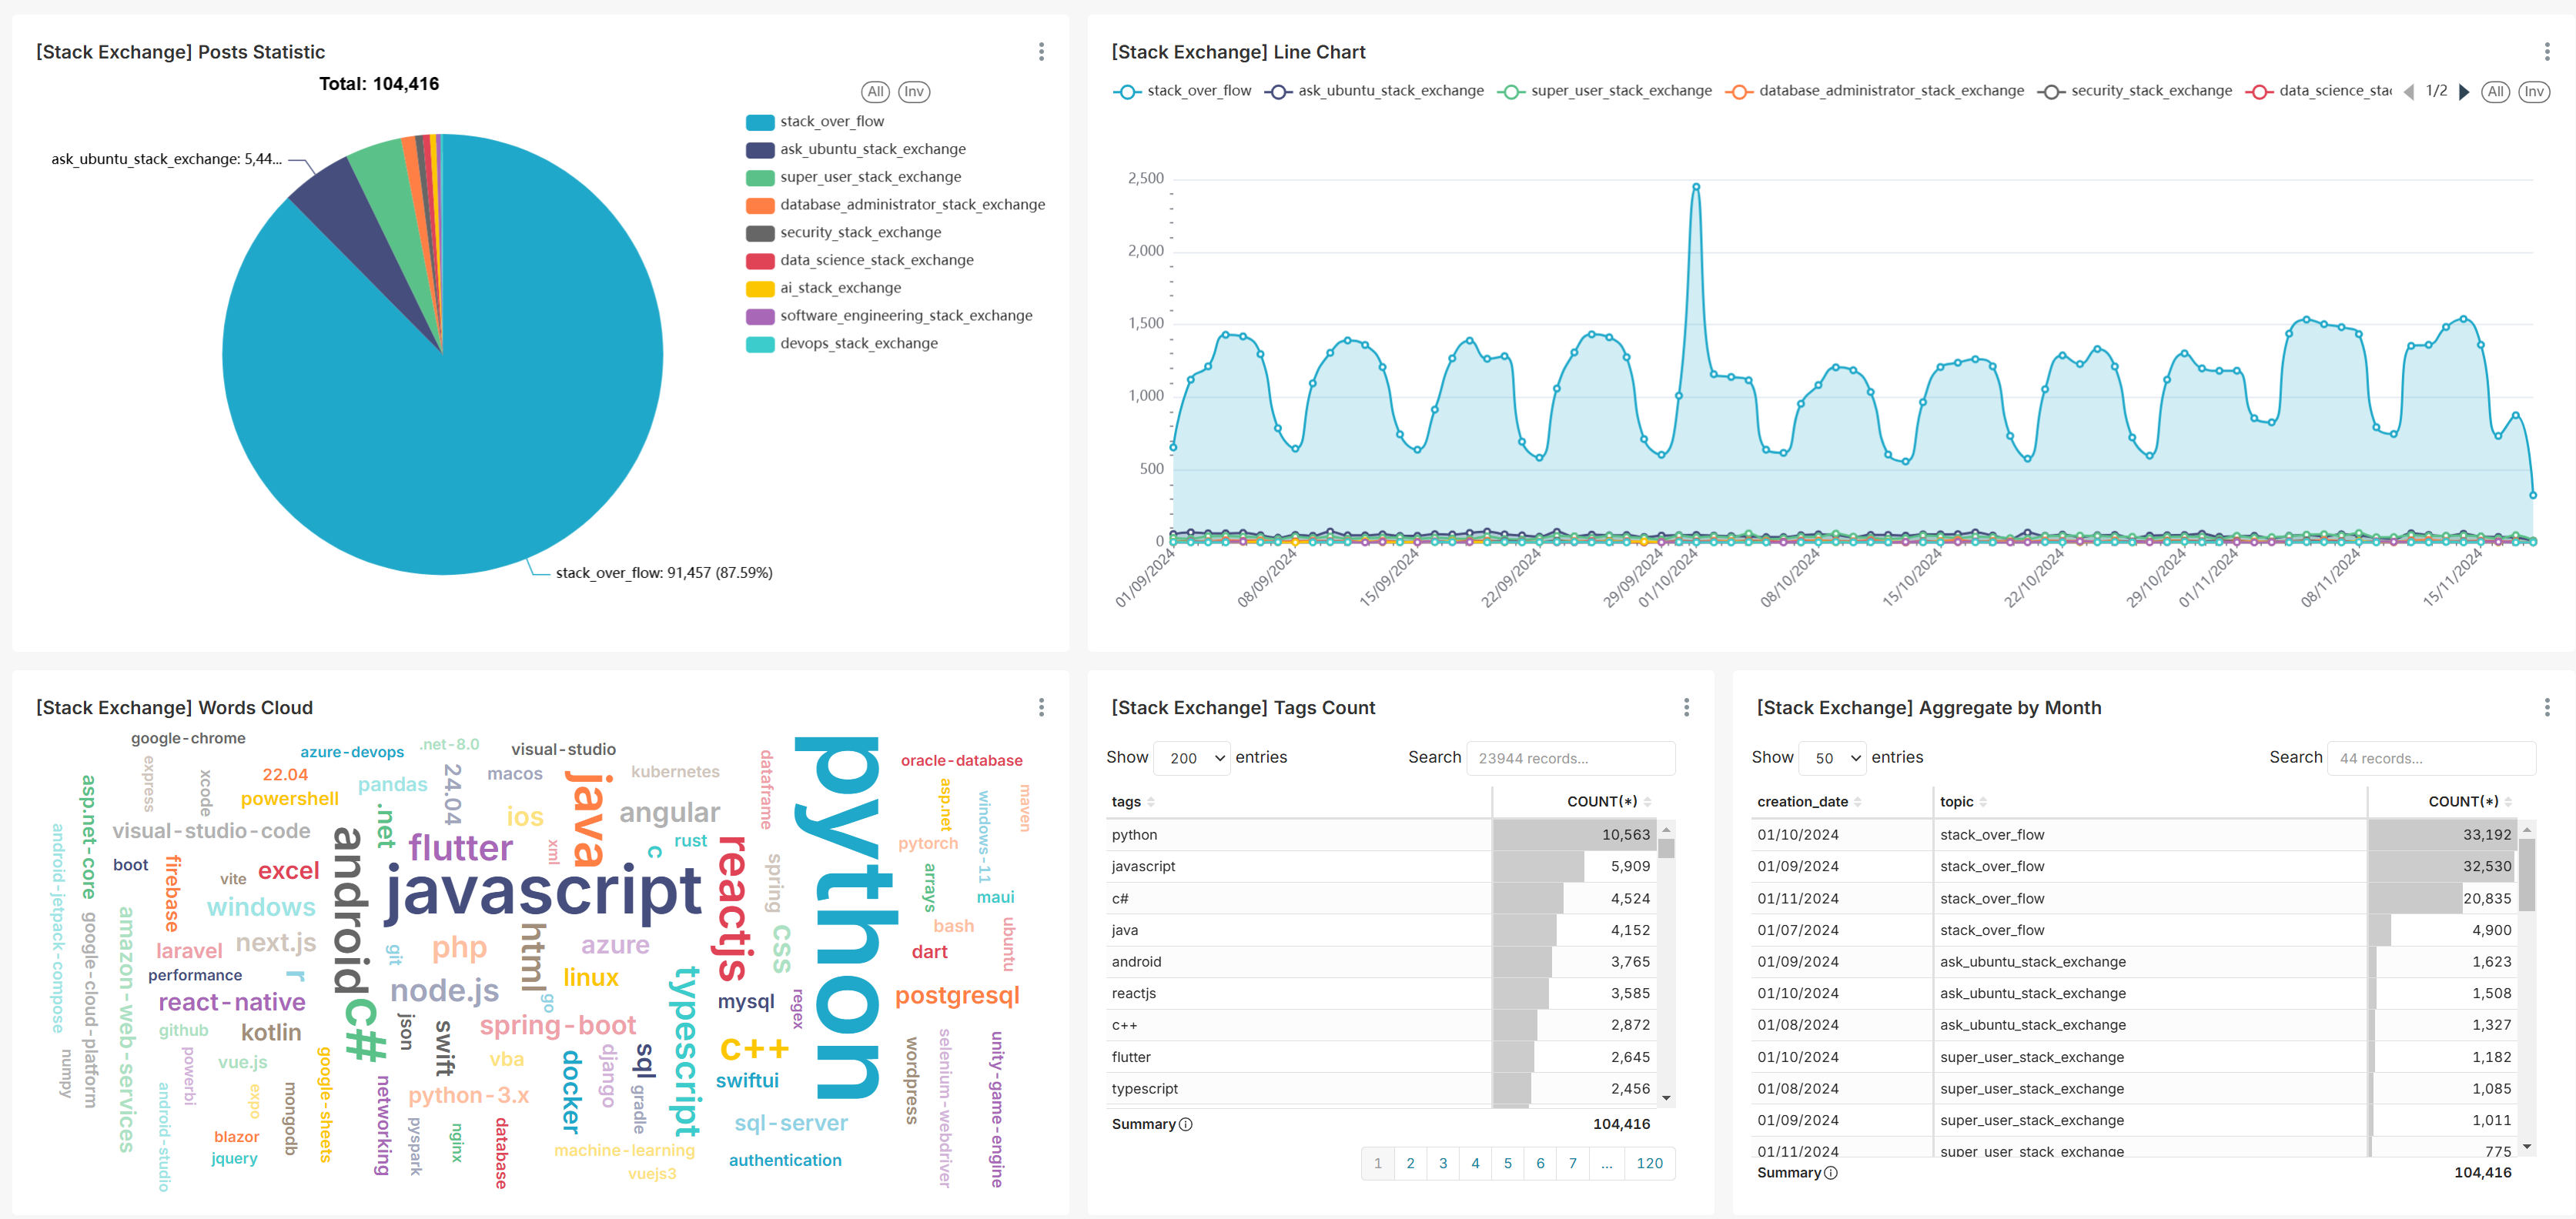 [Stack Exchange] Posts Statistic
Total: 104,416
All Inv
stack_over_flow
ask_ubuntu_stack_exchange
super_user_stack_exchange
database_administrator_stack_exchange
security_stack_exchange
data_science_stack_exchange
ai_stack_exchange
software_engineering_stack_exchange
devops_stack_exchange
ask_ubuntu_stack_exchange: 5,44...
stack_over_flow: 91,457 (87.59%)
[Stack Exchange] Line Chart
stack_over_flow ask_ubuntu_stack_exchange super_user_stack_exchange database_administrator_stack_exchange security_stack_exchange data_science_stac 1/2 All Inv
2,500
2,000
1,500
1,000
500
0
01/09/2024 08/09/2024 15/09/2024 22/09/2024 29/09/2024 01/10/2024 08/10/2024 15/10/2024 22/10/2024 29/10/2024 01/11/2024 08/11/2024 15/11/2024
[Stack Exchange] Words Cloud
google-chrome
azure-devops
.net-8.0
visual-studio
express
xcode
22.04
pandas
24.04
macos
java
kubernetes
dataframe
python
oracle-database
asp.net-core
powershell
.net
ios
angular
asp.net
windows-11
maven
android-jetpack-compose
visual-studio-code
android
flutter
xml
c
rust
reactjs
spring
pytorch
boot
firebase
vite
excel
javascript
arrays
maui
windows
amazon-web-services
google-cloud-platform
laravel
next.js
git
php
html
azure
css
bash
dart
ubuntu
performance
r
linux
typescript
react-native
node.js
go
mysql
regex
postgresql
github
kotlin
c#
json
swift
spring-boot
sql
c++
wordpress
selenium-webdriver
unity-game-engine
numpy
powerbi
vue.js
google-sheets
vba
docker
django
swiftui
android-studio
expo
mongodb
networking
python-3.x
gradle
blazor
jquery
pyspark
nginx
database
sql-server
machine-learning
vuejs3
authentication
[Stack Exchange] Tags Count
Show 200 entries Search 23944 records...
tags COUNT(*)
python 10,563
javascript 5,909
c# 4,524
java 4,152
android 3,765
reactjs 3,585
c++ 2,872
flutter 2,645
typescript 2,456
Summary 104,416
1 2 3 4 5 6 7 ... 120
[Stack Exchange] Aggregate by Month
Show 50 entries Search 44 records...
creation_date topic COUNT(*)
01/10/2024 stack_over_flow 33,192
01/09/2024 stack_over_flow 32,530
01/11/2024 stack_over_flow 20,835
01/07/2024 stack_over_flow 4,900
01/09/2024 ask_ubuntu_stack_exchange 1,623
01/10/2024 ask_ubuntu_stack_exchange 1,508
01/08/2024 ask_ubuntu_stack_exchange 1,327
01/10/2024 super_user_stack_exchange 1,182
01/08/2024 super_user_stack_exchange 1,085
01/09/2024 super_user_stack_exchange 1,011
01/11/2024 super_user_stack_exchange 775
Summary 104,416